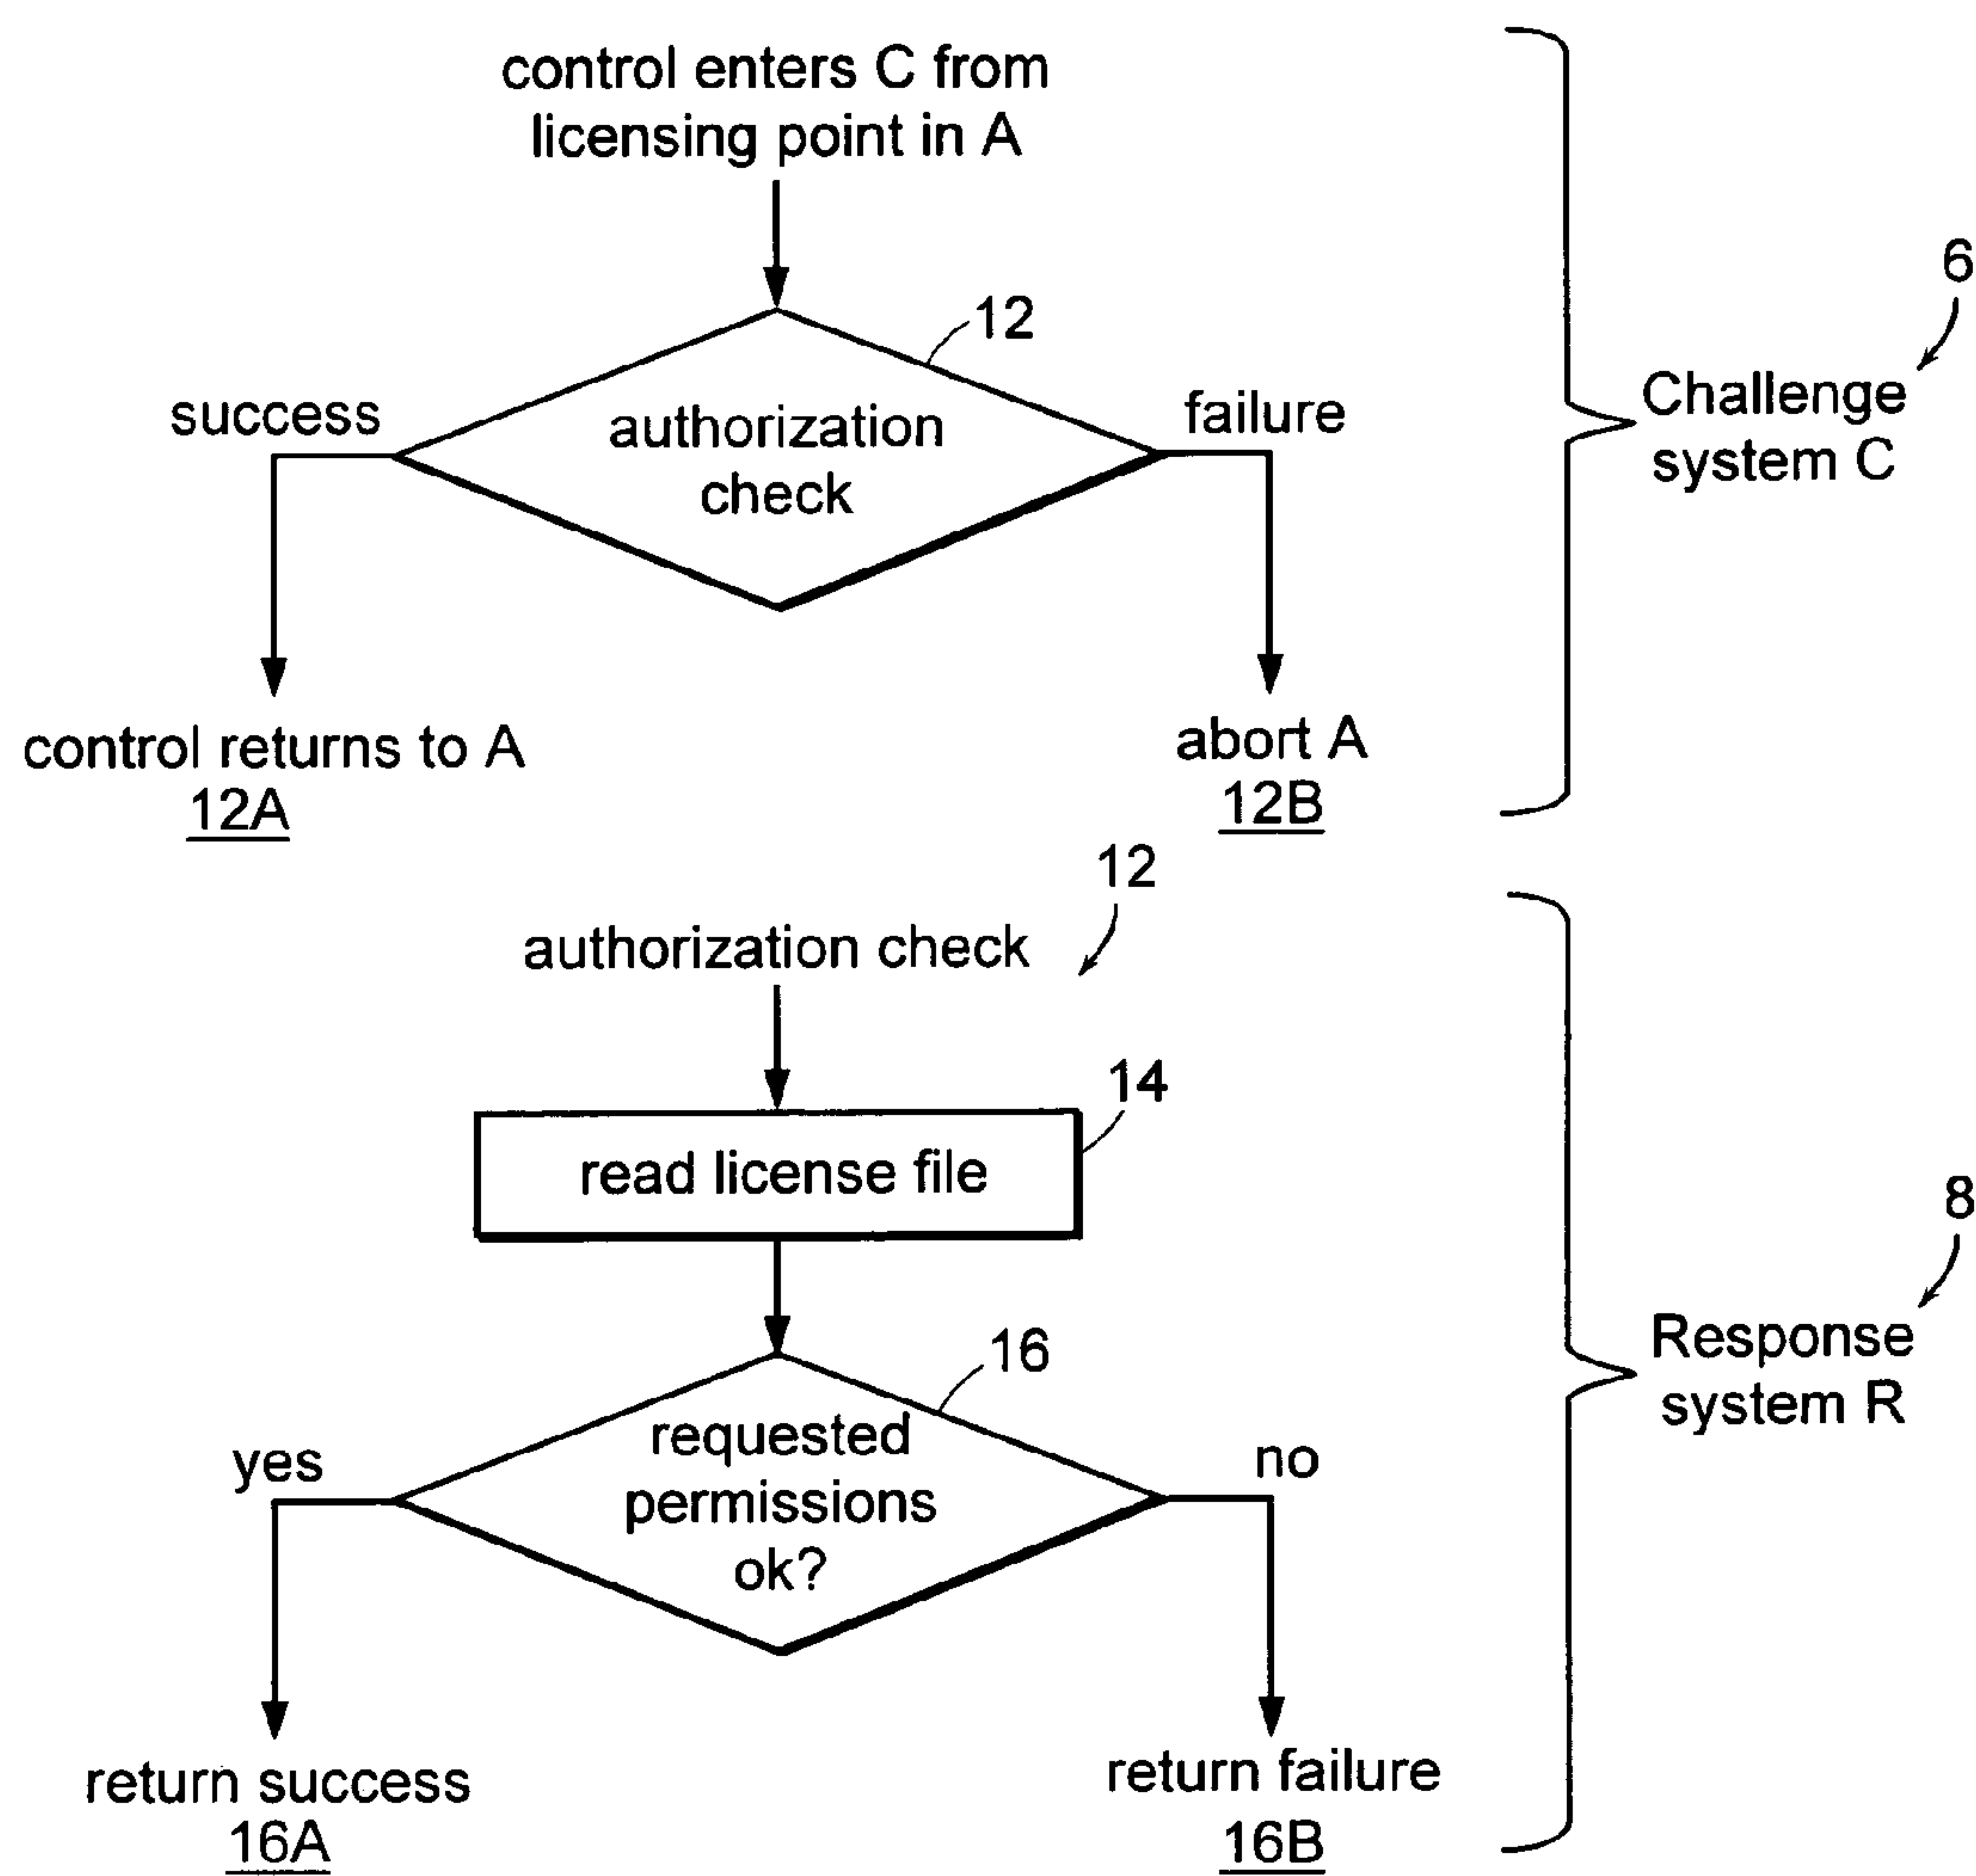 control enters C from
licensing point in A
12
success
authorization
check
failure
control returns to A
12A
abort A
12B
6
Challenge
system C
12
authorization check
14
read license file
16
yes
requested
permissions
ok?
no
return success
16A
return failure
16B
8
Response
system R